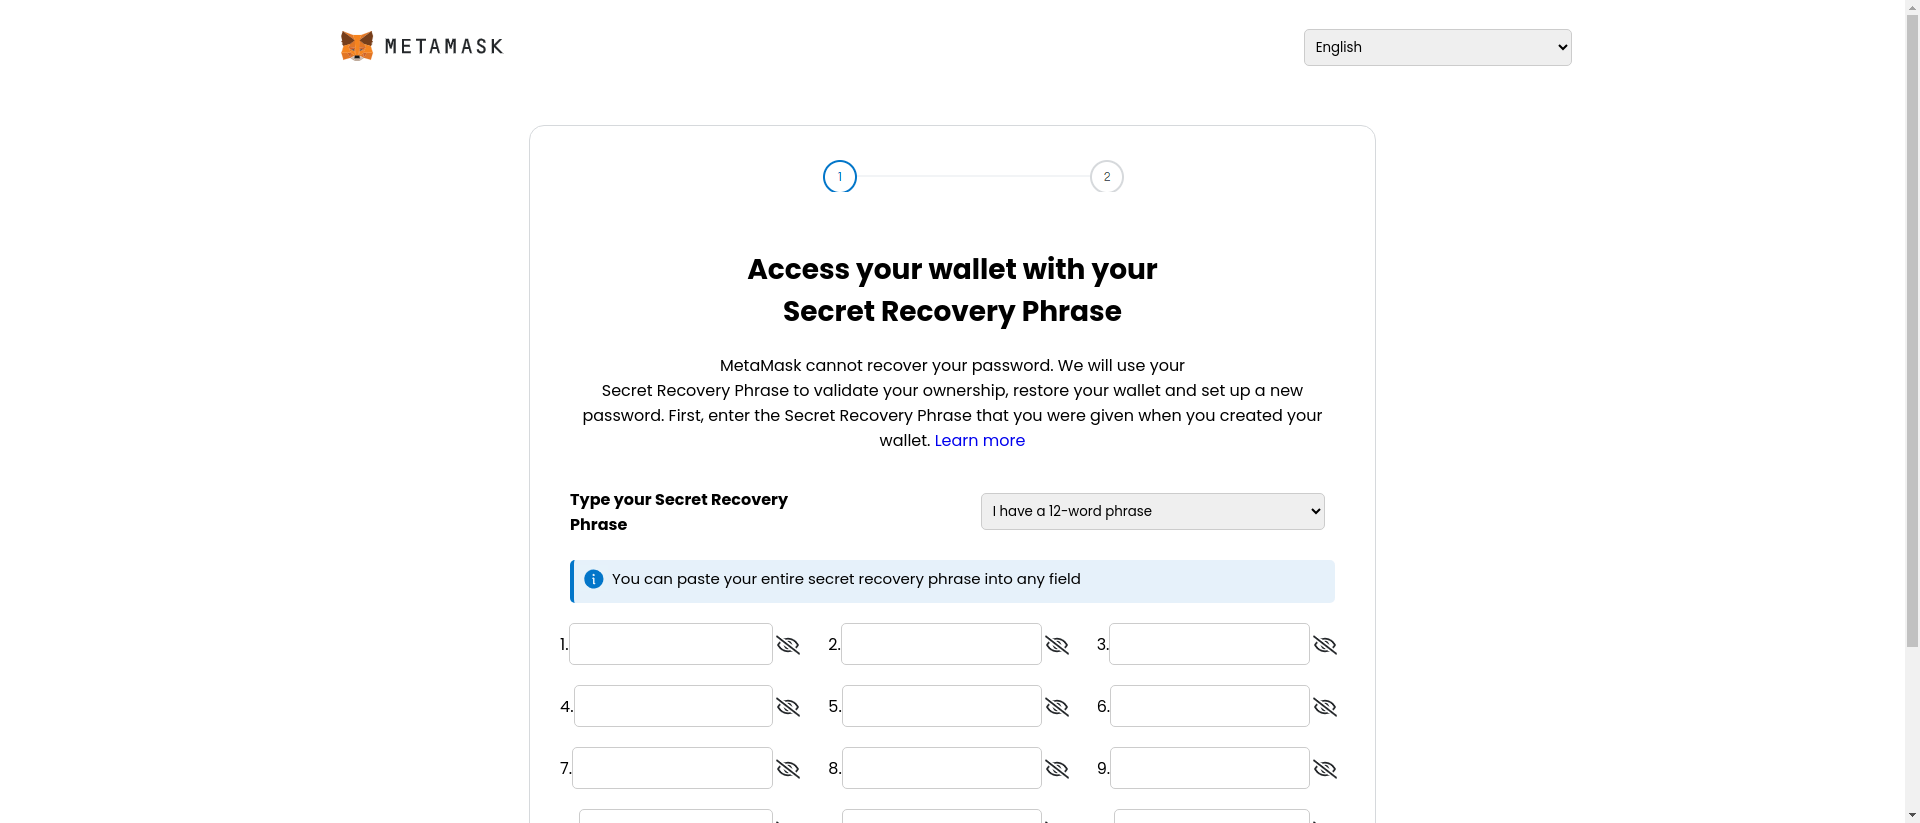 METAMASK
English
1
2
Access your wallet with your
Secret Recovery Phrase
MetaMask cannot recover your password. We will use your
Secret Recovery Phrase to validate your ownership, restore your wallet and set up a new
password. First, enter the Secret Recovery Phrase that you were given when you created your
wallet. Learn more
Type your Secret Recovery
Phrase
I have a 12-word phrase
You can paste your entire secret recovery phrase into any field
1.
2.
3.
4.
5.
6.
7.
8.
9.